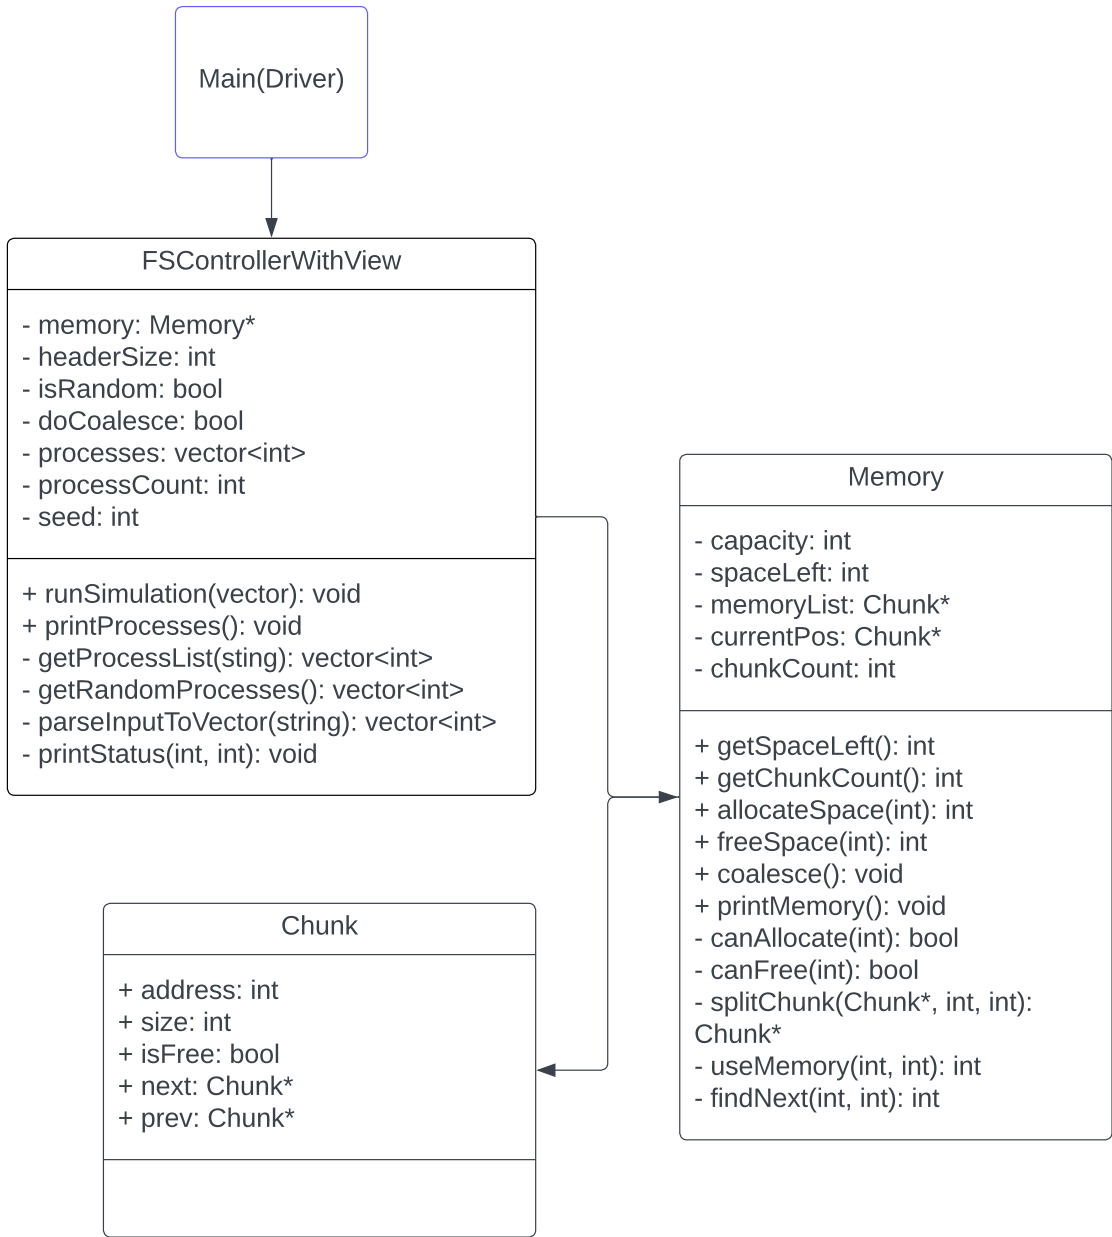 Main(Driver)
FSControllerWithView
- memory: Memory*
- headerSize: int
- isRandom: bool
- doCoalesce: bool
- processes: vector<int>
- processCount: int
- seed: int
+ runSimulation(vector): void
+ printProcesses(): void
- getProcessList(sting): vector<int>
- getRandomProcesses(): vector<int>
- parseInputToVector(string): vector<int>
- printStatus(int, int): void
Memory
- capacity: int
- spaceLeft: int
- memoryList: Chunk*
- currentPos: Chunk*
- chunkCount: int
+ getSpaceLeft(): int
+ getChunkCount(): int
+ allocateSpace(int): int
+ freeSpace(int): int
+ coalesce(): void
+ printMemory(): void
- canAllocate(int): bool
- canFree(int): bool
- splitChunk(Chunk*, int, int):
Chunk*
- useMemory(int, int): int
- findNext(int, int): int
Chunk
+ address: int
+ size: int
+ isFree: bool
+ next: Chunk*
+ prev: Chunk*